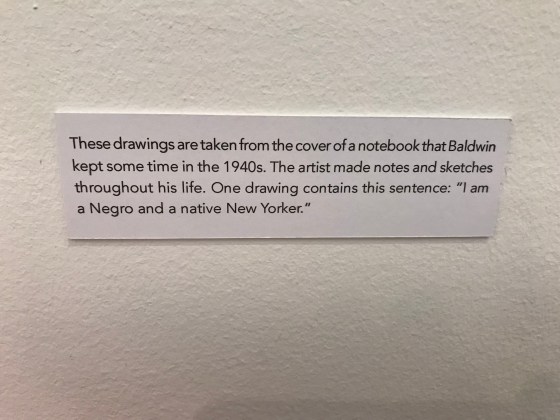 These drawings are taken from the cover of a notebook that Baldwin
kept some time in the 1940s. The artist made notes and sketches
throughout his life. One drawing contains this sentence: “I am
a Negro and a native New Yorker.”